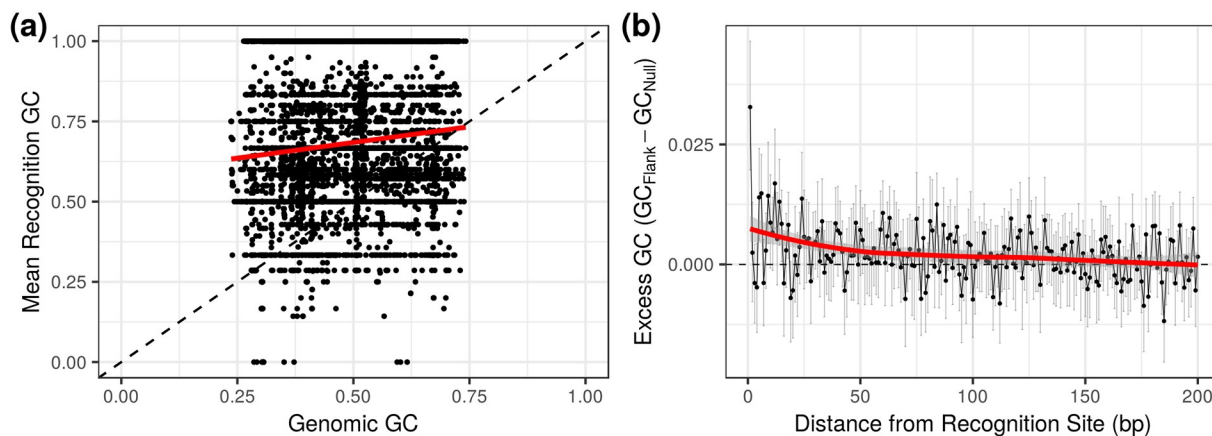 (a)
Mean Recognition GC
1.00
0.75
0.50
0.25
0.00
0.00 0.25 0.50 0.75 1.00
Genomic GC
(b)
Excess GC (GC_Flank − GC_Null)
0.025
0.000
0 50 100 150 200
Distance from Recognition Site (bp)